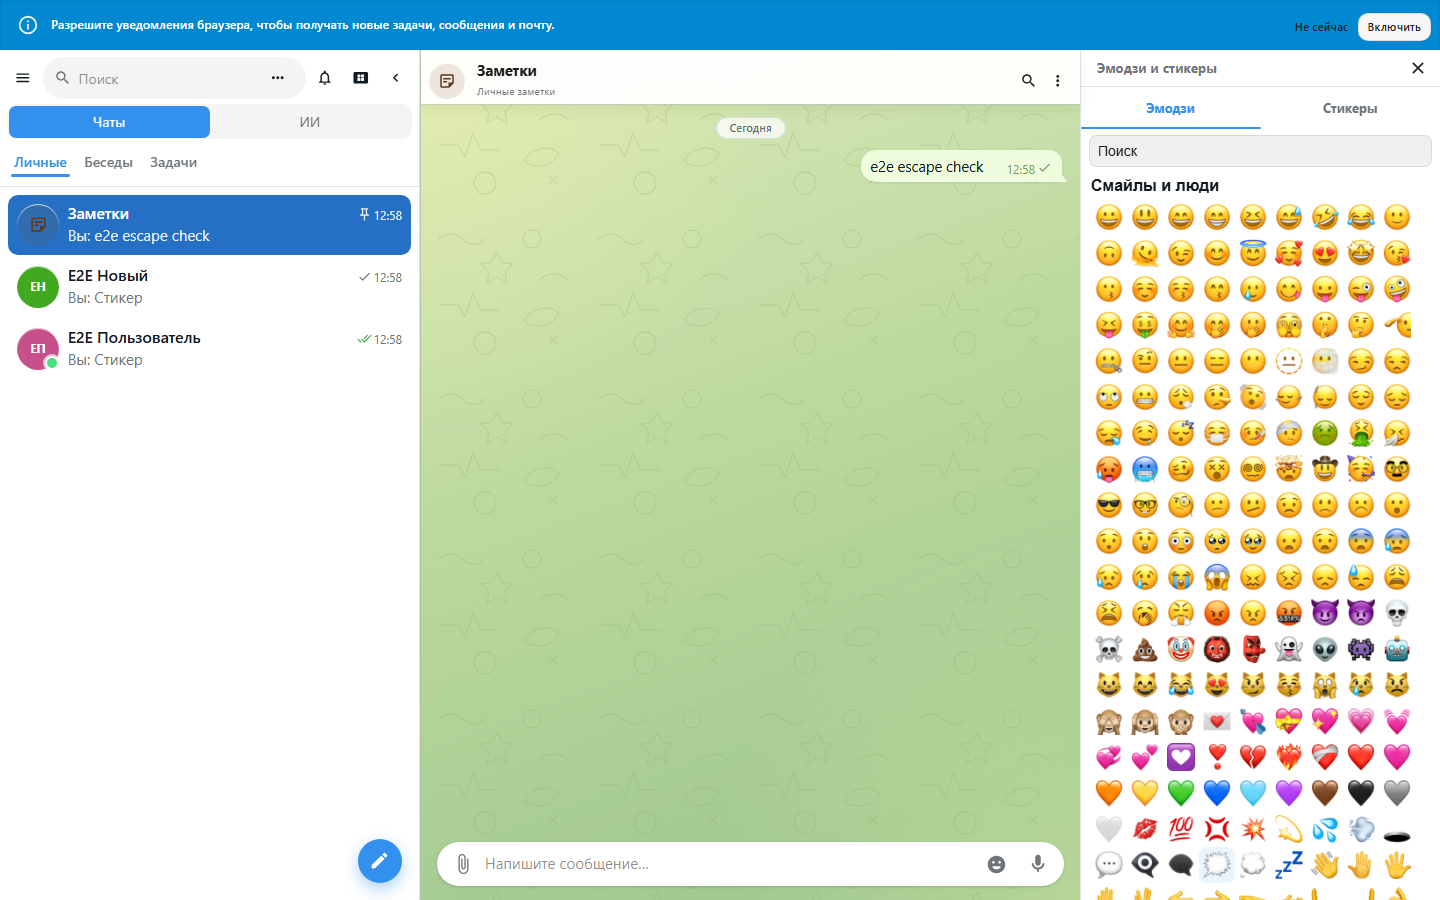 Разрешите уведомления браузера, чтобы получать новые задачи, сообщения и почту.
Не сейчас
Включить
Поиск
Чаты
ИИ
Личные
Беседы
Задачи
Заметки
12:58
Вы: e2e escape check
ЕН
E2E Новый
12:58
Вы: Стикер
ЕП
E2E Пользователь
12:58
Вы: Стикер
Заметки
Личные заметки
Сегодня
e2e escape check
12:58
Напишите сообщение...
Эмодзи и стикеры
Эмодзи
Стикеры
Поиск
Смайлы и люди